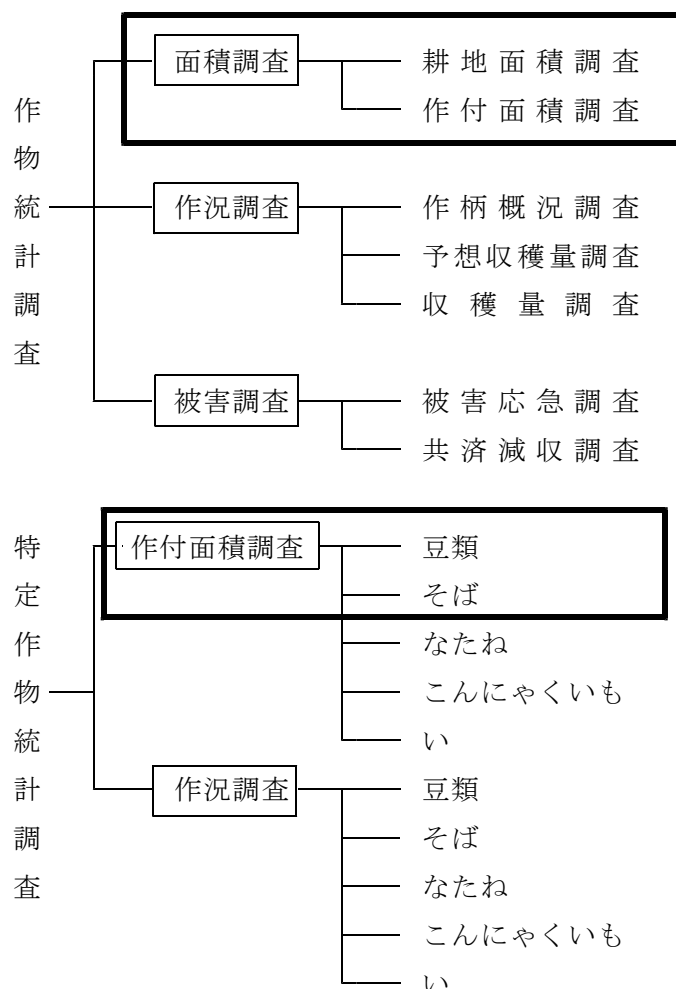 作物統計調査
面積調査
耕地面積調査
作付面積調査
作況調査
作柄概況調査
予想収穫量調査
収穫量調査
被害調査
被害応急調査
共済減収調査
特定作物統計調査
作付面積調査
豆類
そば
なたね
こんにゃくいも
い
作況調査
豆類
そば
なたね
こんにゃくいも
い